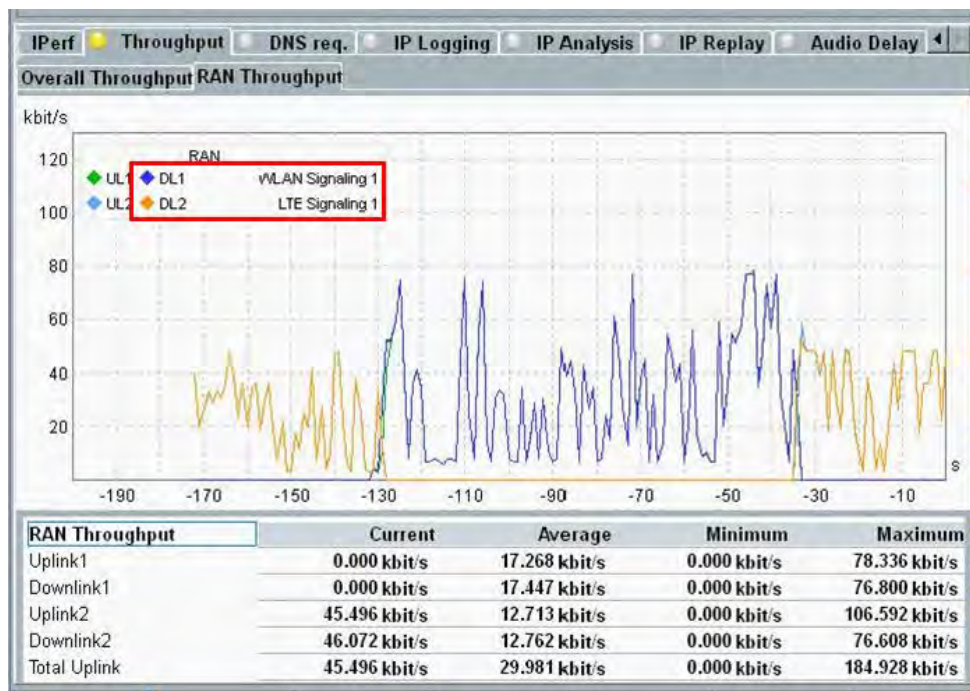 IPerf Throughput DNS req. IP Logging IP Analysis IP Replay Audio Delay
Overall Throughput RAN Throughput
kbit/s
RAN
UL1 DL1 WLAN Signaling 1
UL2 DL2 LTE Signaling 1
120
100
80
60
40
20
s
-190 -170 -150 -130 -110 -90 -70 -50 -30 -10
RAN Throughput Current Average Minimum Maximum
Uplink1 0.000 kbit/s 17.268 kbit/s 0.000 kbit/s 78.336 kbit/s
Downlink1 0.000 kbit/s 17.447 kbit/s 0.000 kbit/s 76.800 kbit/s
Uplink2 45.496 kbit/s 12.713 kbit/s 0.000 kbit/s 106.592 kbit/s
Downlink2 46.072 kbit/s 12.762 kbit/s 0.000 kbit/s 76.608 kbit/s
Total Uplink 45.496 kbit/s 29.981 kbit/s 0.000 kbit/s 184.928 kbit/s